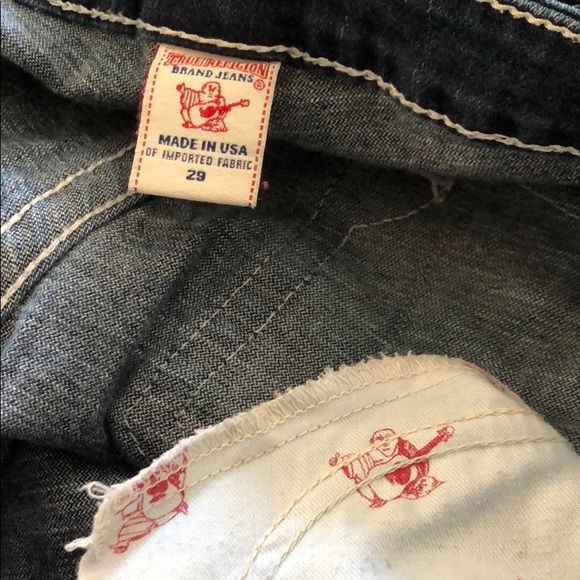 TRUE RELIGION
BRAND JEANS
®
MADE IN USA
OF IMPORTED FABRIC
29